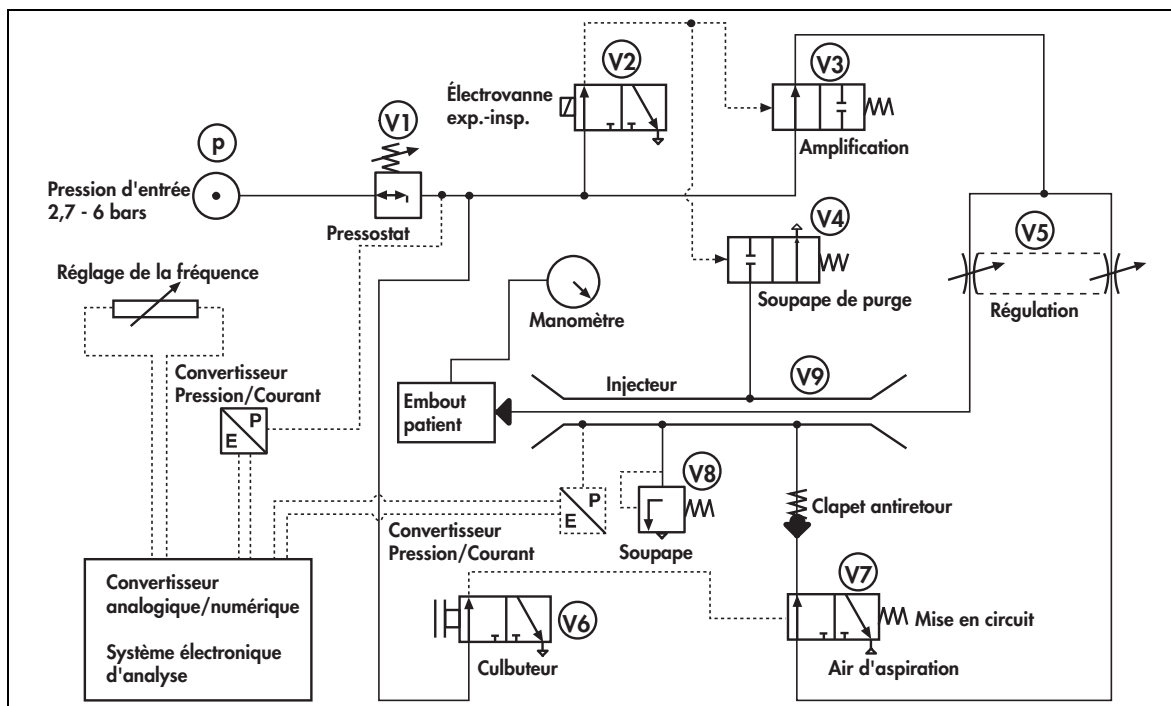 V2
V3
Électrovanne
exp.-insp.
V1
Amplification
p
Pression d'entrée
2,7 - 6 bars
Pressostat
V4
V5
Réglage de la fréquence
Soupape de purge
Régulation
Manomètre
Convertisseur
Pression/Courant
Injecteur
V9
Embout
patient
P
E
V8
P
E
Clapet antiretour
Convertisseur
Pression/Courant
Soupape
V7
Convertisseur
analogique/numérique
V6
Mise en circuit
Système électronique
d'analyse
Culbuteur
Air d'aspiration